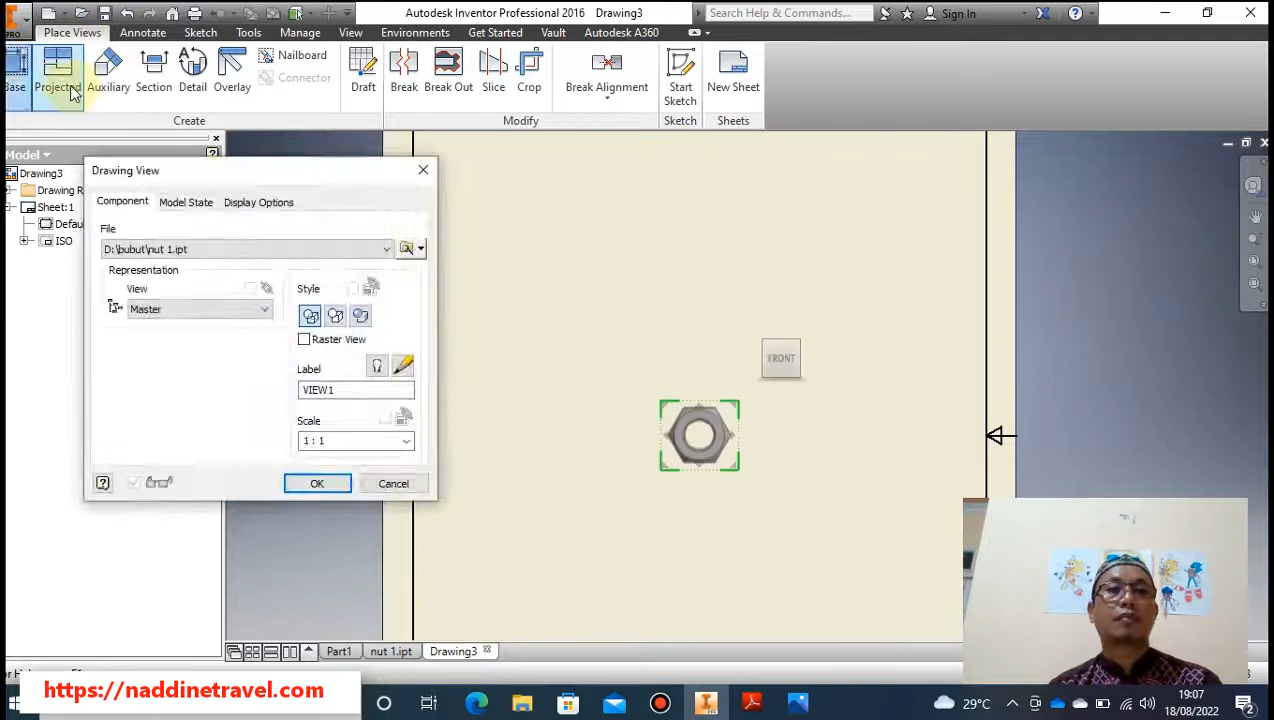 PRO
Autodesk Inventor Professional 2016 Drawing3
Search Help & Commands...
Sign In
Place Views
Annotate
Sketch
Tools
Manage
View
Environments
Get Started
Vault
Autodesk A360
Base
Projected
Auxiliary
Section
Detail
Overlay
Nailboard
Connector
Draft
Break
Break Out
Slice
Crop
Break Alignment
Start
Sketch
New Sheet
Create
Modify
Sketch
Sheets
Model
Drawing3
Drawing R
Sheet:1
Defau
ISO
Drawing View
Component
Model State
Display Options
File
D:\bubut\nut 1.ipt
Representation
View
Master
Style
Raster View
Label
VIEW1
Scale
1 : 1
OK
Cancel
FRONT
Part1
nut 1.ipt
Drawing3
https://naddinetravel.com
29°C
19:07
18/08/2022
2